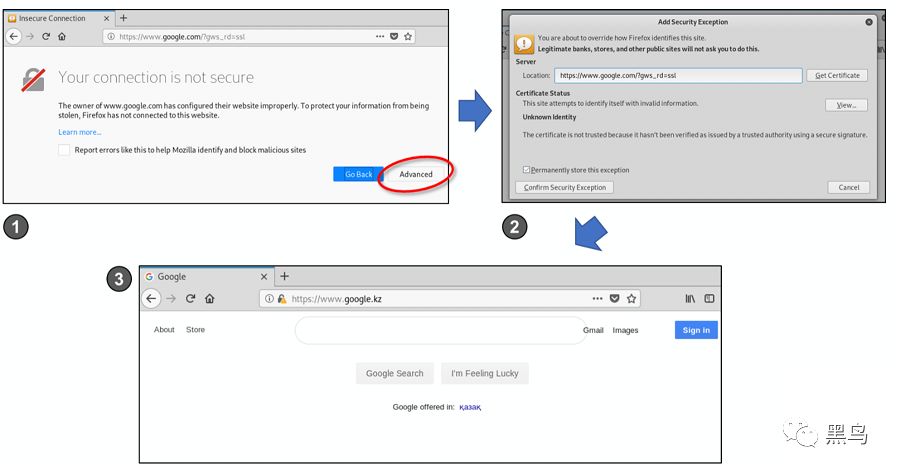 Insecure Connection
https://www.google.com/?gws_rd=ssl
Your connection is not secure
The owner of www.google.com has configured their website improperly. To protect your information from being
stolen, Firefox has not connected to this website.
Learn more...
Report errors like this to help Mozilla identify and block malicious sites
Go Back
Advanced
1
Add Security Exception
You are about to override how Firefox identifies this site.
Legitimate banks, stores, and other public sites will not ask you to do this.
Server
Location: https://www.google.com/?gws_rd=ssl Get Certificate
Certificate Status
This site attempts to identify itself with invalid information. View...
Unknown Identity
The certificate is not trusted because it hasn't been verified as issued by a trusted authority using a secure signature.
Permanently store this exception
Confirm Security Exception Cancel
2
3
Google
https://www.google.kz
About Store Gmail Images Sign in
Google Search I'm Feeling Lucky
Google offered in: қазақ
黑鸟